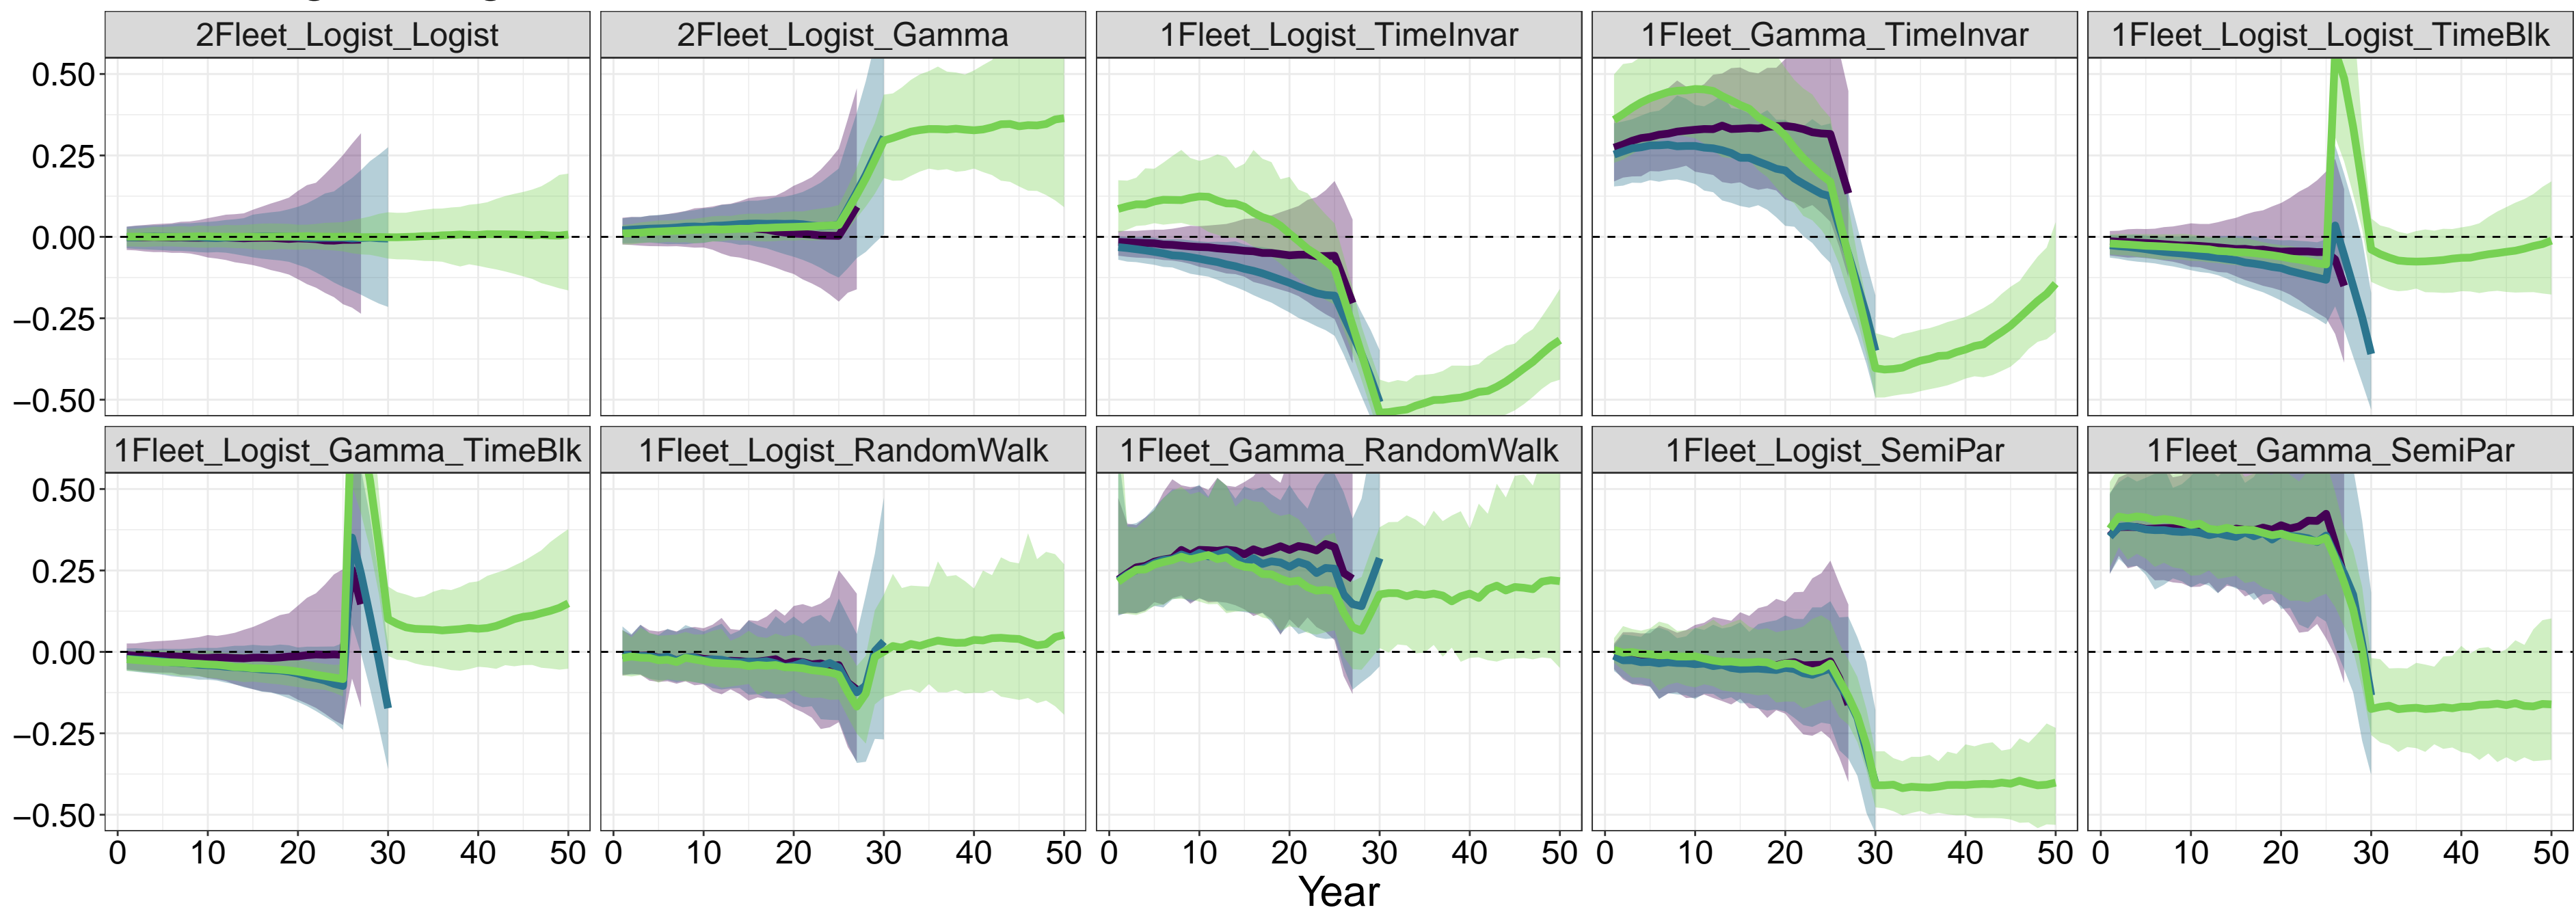 2Fleet_Logist_Logist 2Fleet_Logist_Gamma 1Fleet_Logist_TimeInvar 1Fleet_Gamma_TimeInvar 1Fleet_Logist_Logist_TimeBlk
0.50
0.25
0.00
−0.25
−0.50
1Fleet_Logist_Gamma_TimeBlk 1Fleet_Logist_RandomWalk 1Fleet_Gamma_RandomWalk 1Fleet_Logist_SemiPar 1Fleet_Gamma_SemiPar
0.50
0.25
0.00
−0.25
−0.50
0 10 20 30 40 50 0 10 20 30 40 50 0 10 20 30 40 50 0 10 20 30 40 50 0 10 20 30 40 50
Year